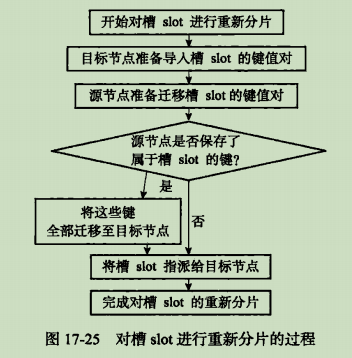 开始对槽 slot 进行重新分片
目标节点准备导入槽 slot 的键值对
源节点准备迁移槽 slot 的键值对
源节点是否保存了
属于槽 slot 的键?
是
将这些键
全部迁移至目标节点
否
将槽 slot 指派给目标节点
完成对槽 slot 的重新分片
图 17-25 对槽 slot 进行重新分片的过程